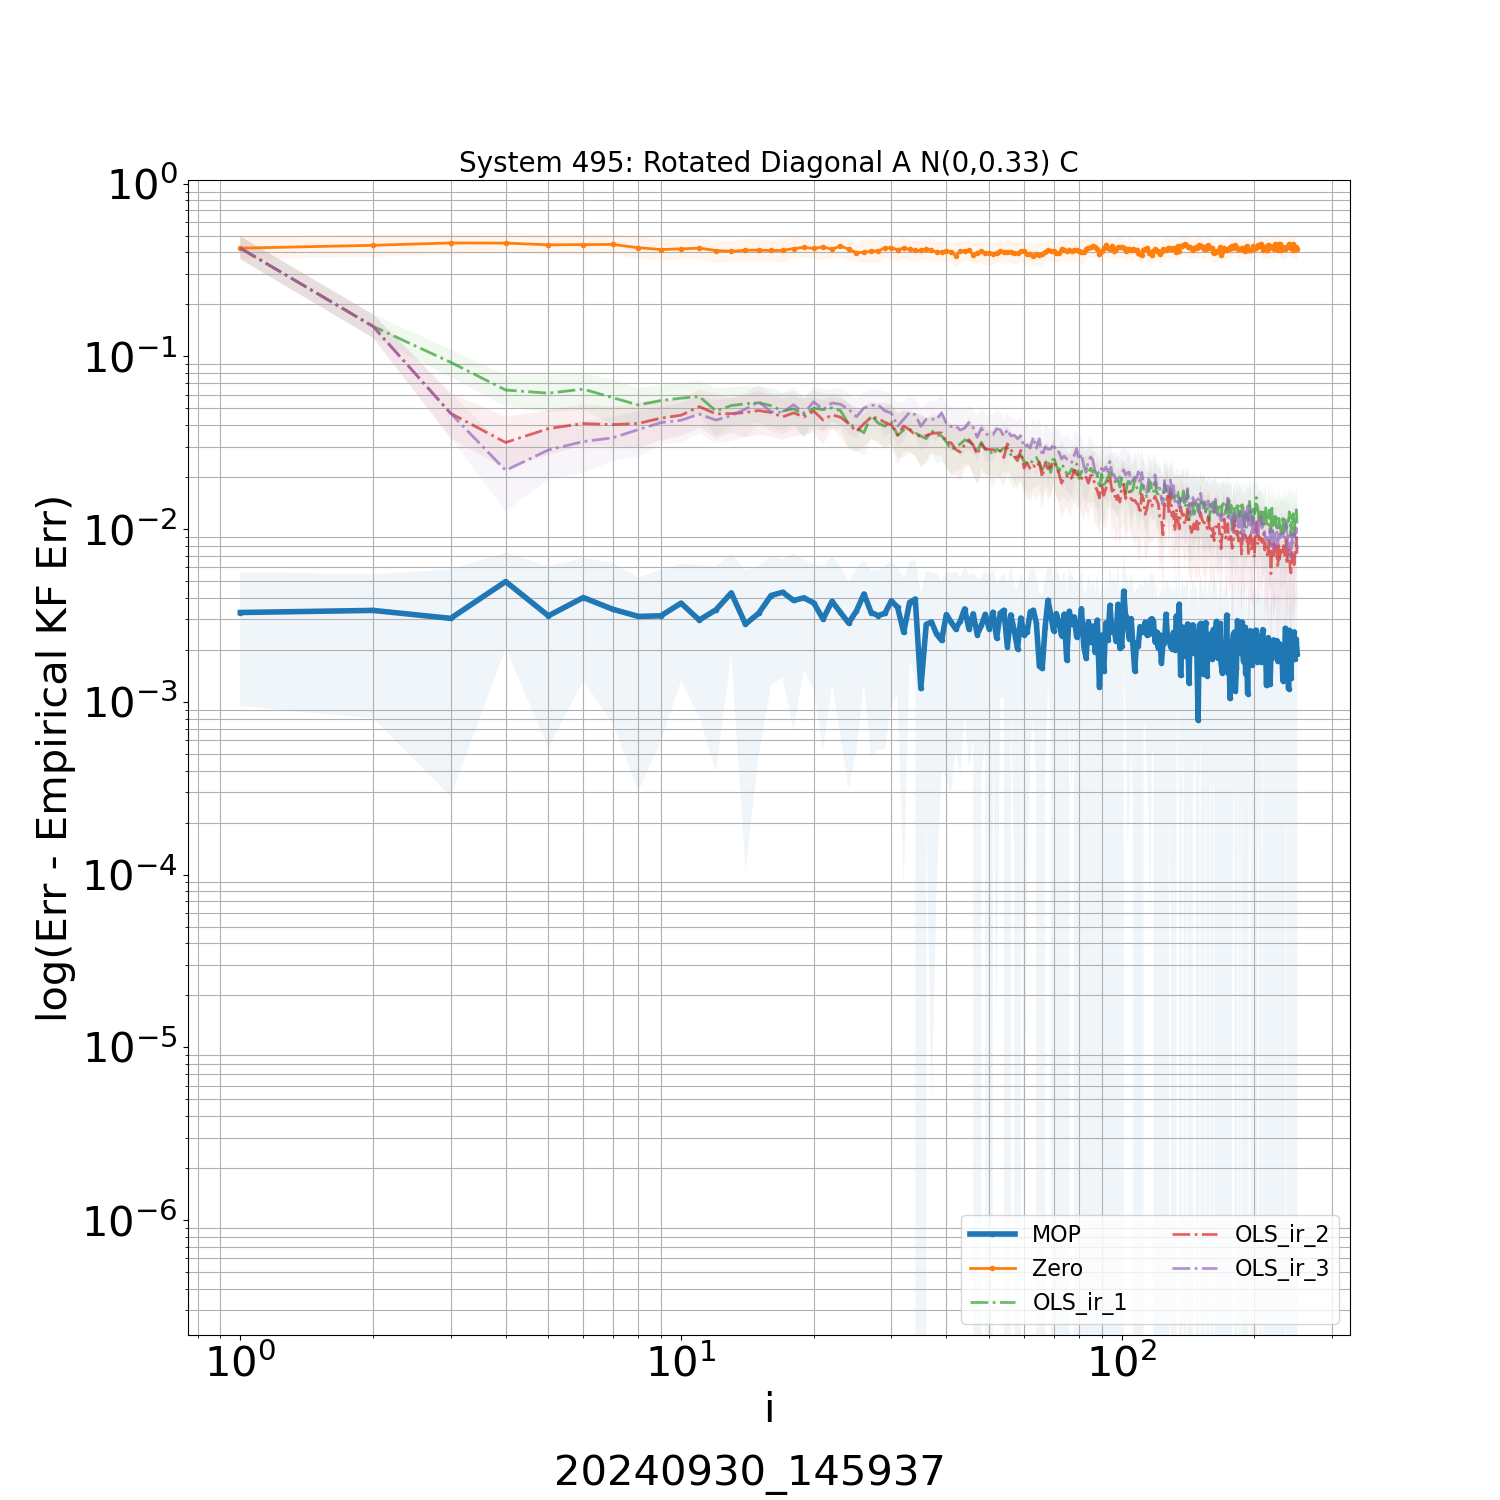 System 495: Rotated Diagonal A N(0,0.33) C
log(Err - Empirical KF Err)
10⁰
10⁻¹
10⁻²
10⁻³
10⁻⁴
10⁻⁵
10⁻⁶
MOP
Zero
OLS_ir_1
OLS_ir_2
OLS_ir_3
10⁰ 10¹ 10²
i
20240930_145937